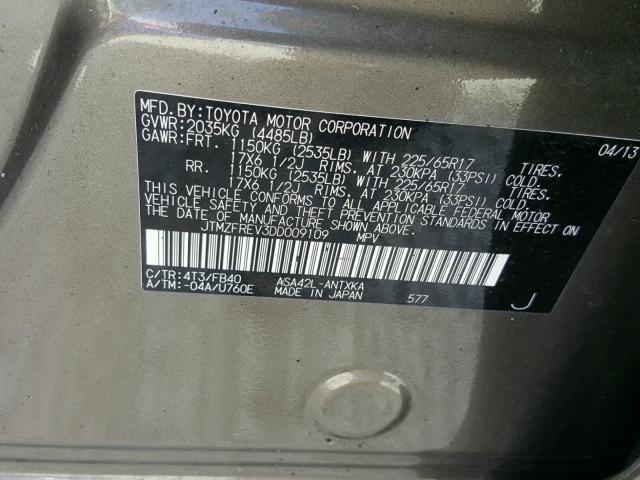 MFD. BY: TOYOTA MOTOR CORPORATION 04/13
GVWR: 2035KG (4485LB)
GAWR: FRT. 1150KG (2535LB) WITH 225/65R17 TIRES.
17X6 1/2J RIMS. AT 230KPA (33PSI) COLD.
RR. 1150KG (2535LB) WITH 225/65R17 TIRES.
17X6 1/2J RIMS. AT 230KPA (33PSI) COLD.
THIS VEHICLE CONFORMS TO ALL APPLICABLE FEDERAL MOTOR
VEHICLE SAFETY AND THEFT PREVENTION STANDARDS IN EFFECT ON
THE DATE OF MANUFACTURE SHOWN ABOVE.
JTMZFREV3DD009109 MPV
C/TR: 4T3/FB40 ASA42L-ANTXKA
A/TM: -04A/U760E MADE IN JAPAN 577 J